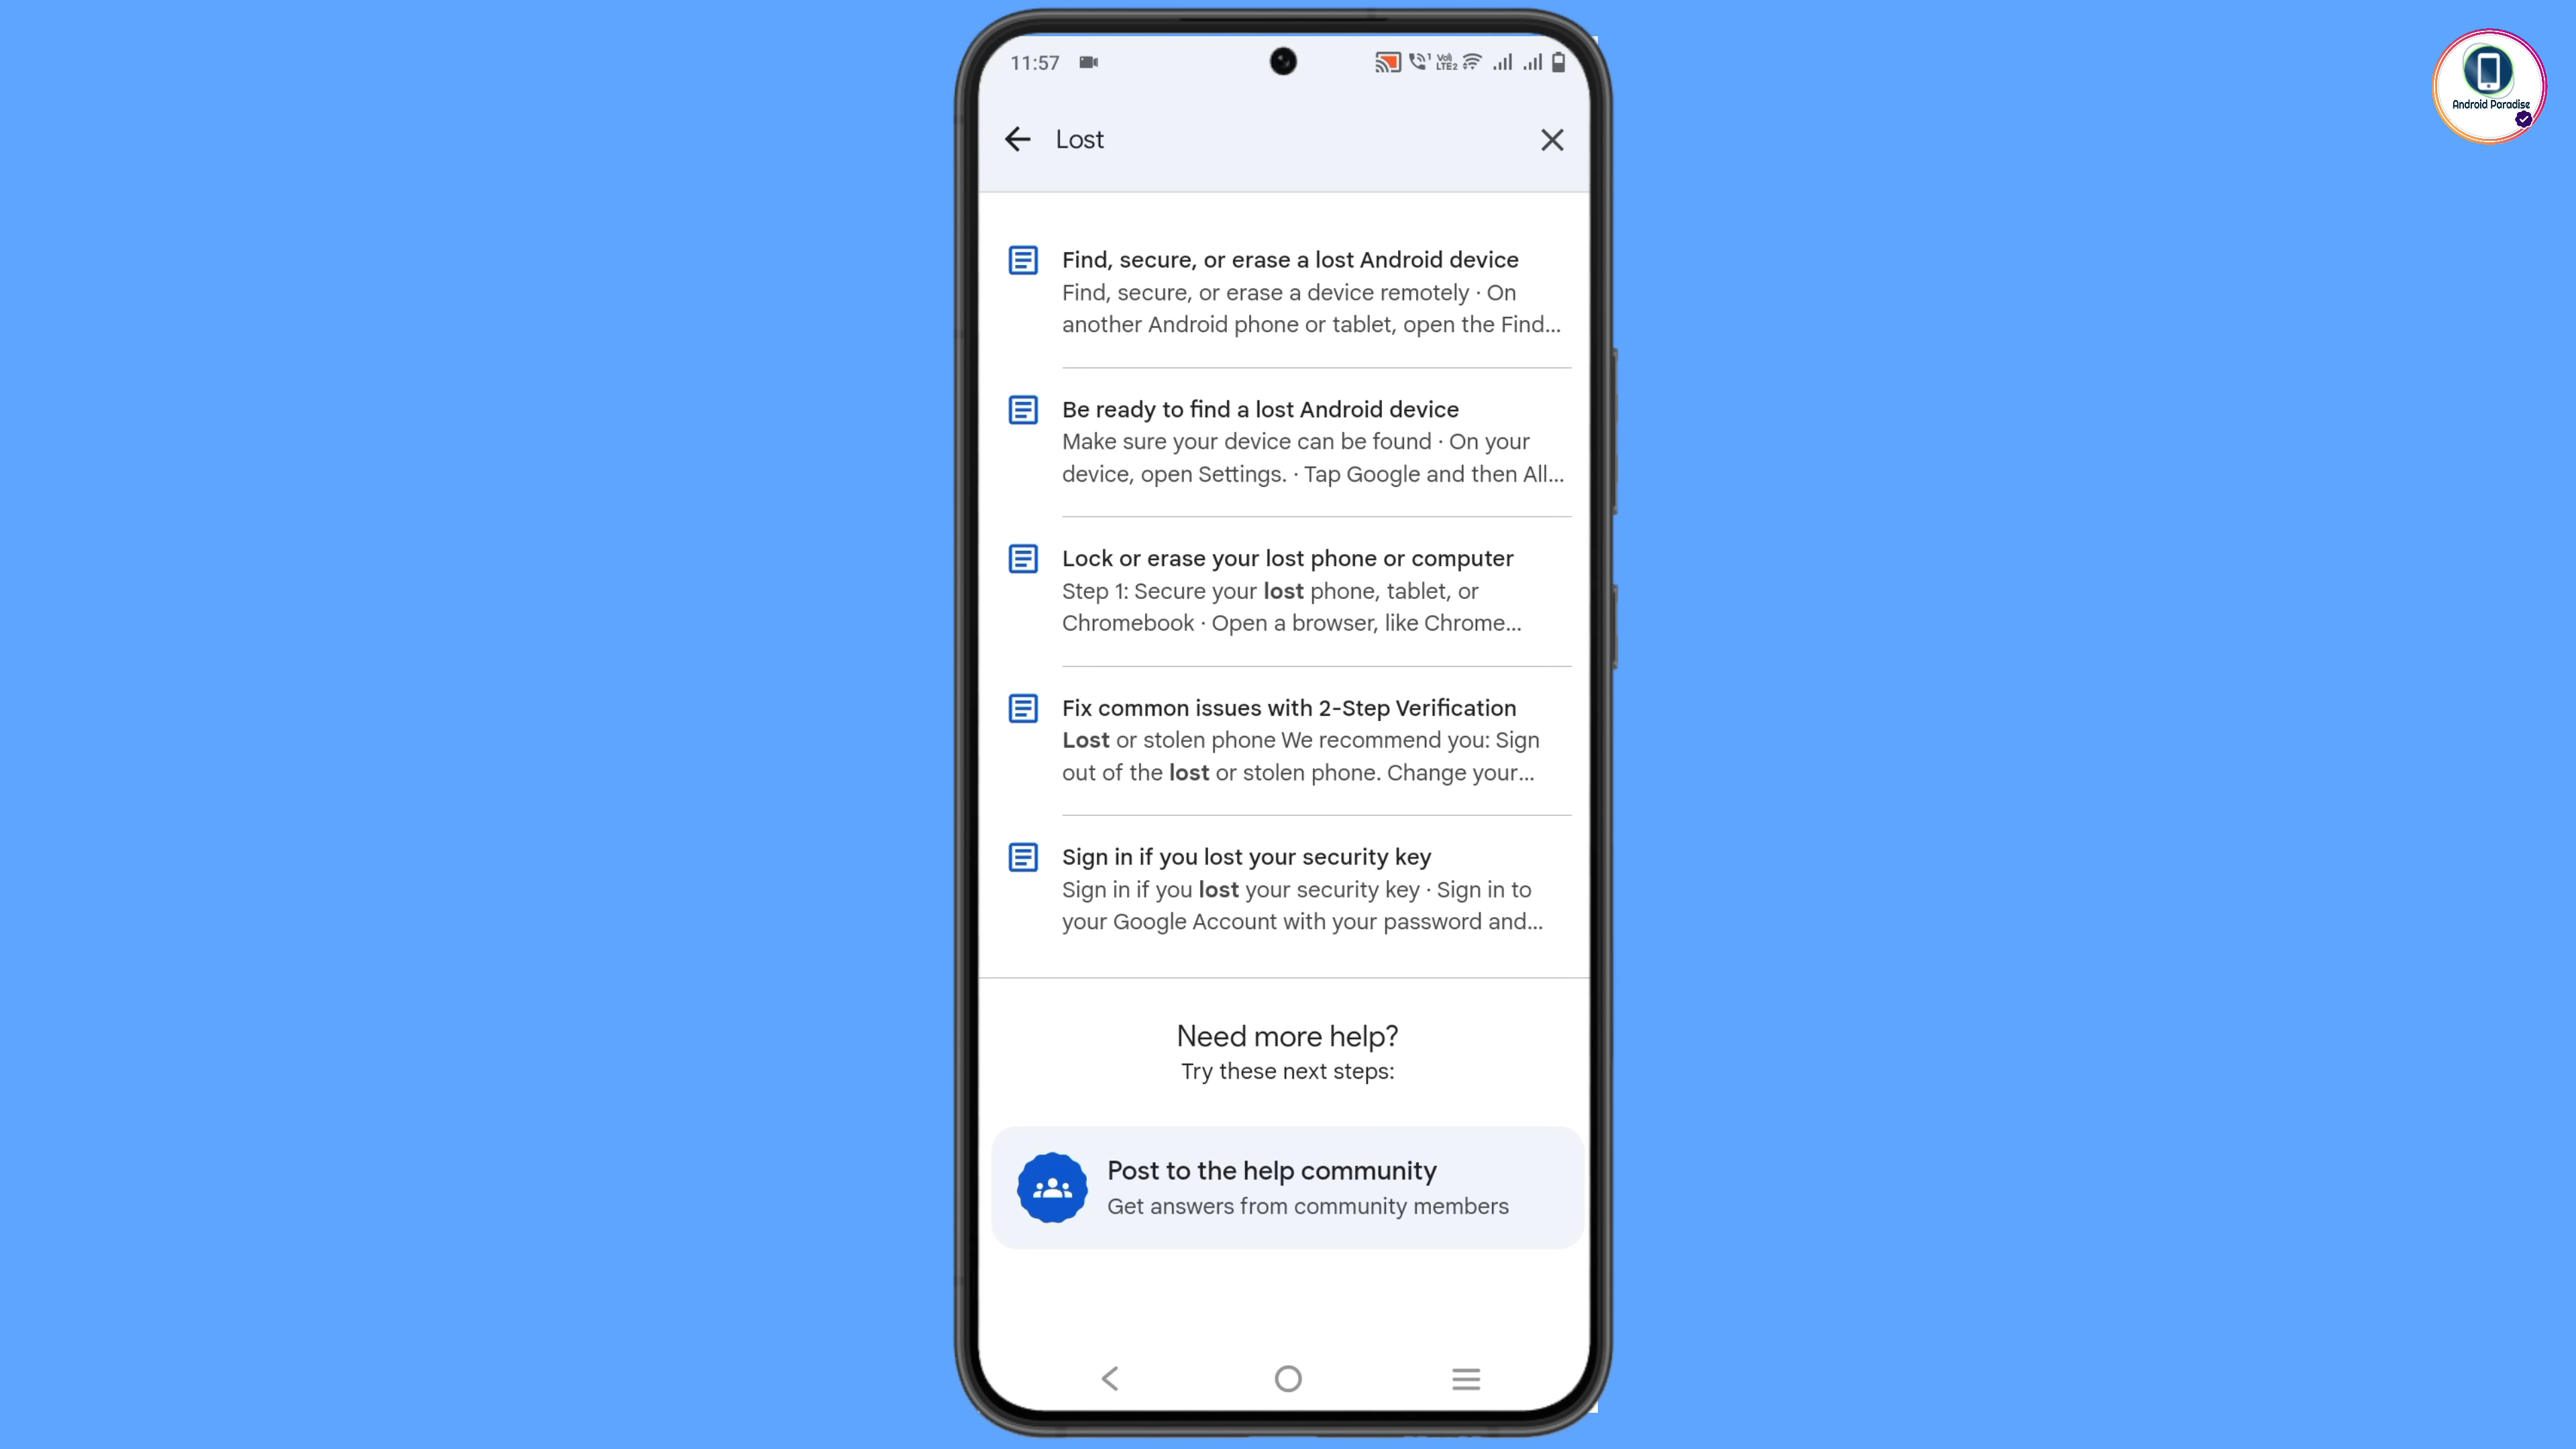 11:57
Voll
LTE2
Android Paradise
Lost
Find, secure, or erase a lost Android device
Find, secure, or erase a device remotely · On
another Android phone or tablet, open the Find...
Be ready to find a lost Android device
Make sure your device can be found · On your
device, open Settings. · Tap Google and then All...
Lock or erase your lost phone or computer
Step 1: Secure your lost phone, tablet, or
Chromebook · Open a browser, like Chrome...
Fix common issues with 2-Step Verification
Lost or stolen phone We recommend you: Sign
out of the lost or stolen phone. Change your...
Sign in if you lost your security key
Sign in if you lost your security key · Sign in to
your Google Account with your password and...
Need more help?
Try these next steps:
Post to the help community
Get answers from community members